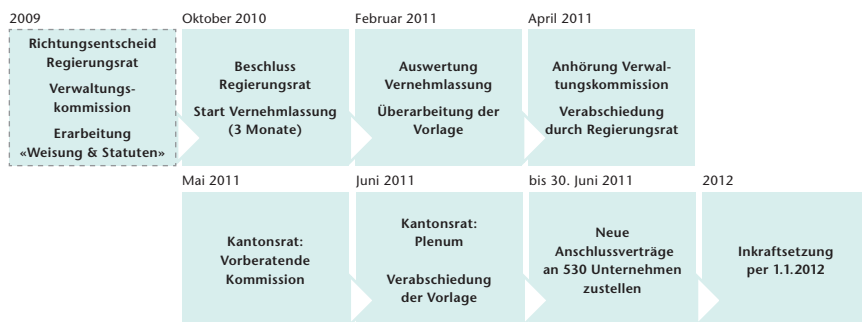 2009
Richtungsentscheid
Regierungsrat
Verwaltungs-
kommission
Erarbeitung
«Weisung & Statuten»
Oktober 2010
Beschluss
Regierungsrat
Start Vernehmlassung
(3 Monate)
Februar 2011
Auswertung
Vernehmlassung
Überarbeitung der
Vorlage
April 2011
Anhörung Verwal-
tungskommission
Verabschiedung
durch Regierungsrat
Mai 2011
Kantonsrat:
Vorberatende
Kommission
Juni 2011
Kantonsrat:
Plenum
Verabschiedung
der Vorlage
bis 30. Juni 2011
Neue
Anschlussverträge
an 530 Unternehmen
zustellen
2012
Inkraftsetzung
per 1.1.2012